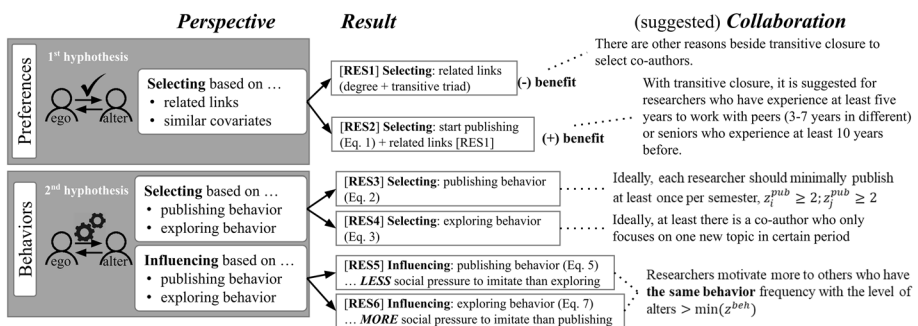 Perspective
Result
(suggested) Collaboration
Preferences
1st hyphothesis
ego
alter
Selecting based on …
• related links
• similar covariates
[RES1] Selecting: related links
(degree + transitive triad)
(-) benefit
There are other reasons beside transitive closure to
select co-authors.
[RES2] Selecting: start publishing
(Eq. 1) + related links [RES1]
(+) benefit
With transitive closure, it is suggested for
researchers who have experience at least five
years to work with peers (3-7 years in different)
or seniors who experience at least 10 years
before.
Behaviors
2nd hyphothesis
ego
alter
Selecting based on …
• publishing behavior
• exploring behavior
[RES3] Selecting: publishing behavior
(Eq. 2)
Ideally, each researcher should minimally publish
at least once per semester, z_i^pub ≥ 2; z_j^pub ≥ 2
[RES4] Selecting: exploring behavior
(Eq. 3)
Ideally, at least there is a co-author who only
focuses on one new topic in certain period
Influencing based on …
• publishing behavior
• exploring behavior
[RES5] Influencing: publishing behavior (Eq. 5)
… LESS social pressure to imitate than exploring
[RES6] Influencing: exploring behavior (Eq. 7)
… MORE social pressure to imitate than publishing
Researchers motivate more to others who have
the same behavior frequency with the level of
alters > min(z^beh)